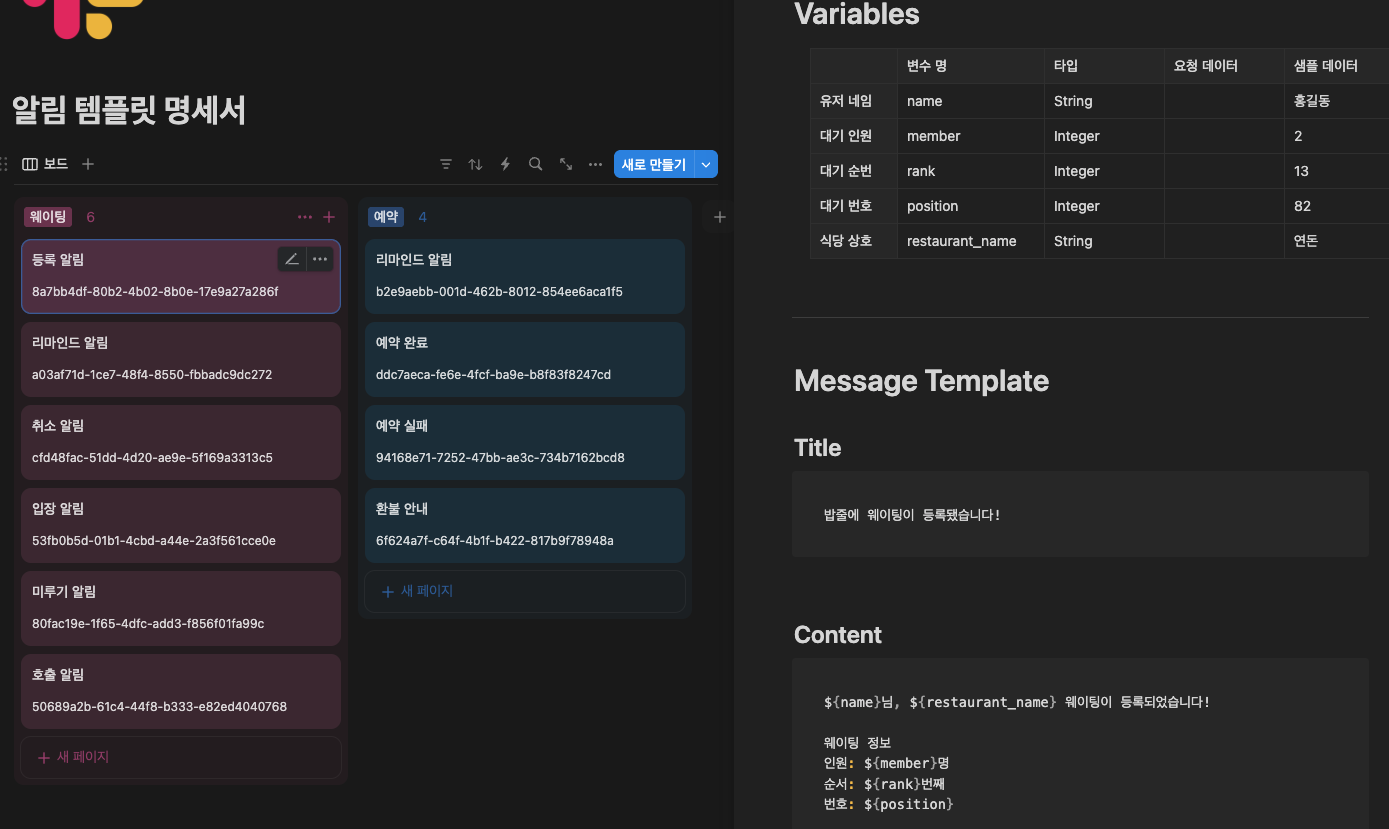 알림 템플릿 명세서
보드
새로 만들기
웨이팅 6
등록 알림
8a7bb4df-80b2-4b02-8b0e-17e9a27a286f
리마인드 알림
a03af71d-1ce7-48f4-8550-fbbadc9dc272
취소 알림
cfd48fac-51dd-4d20-ae9e-5f169a3313c5
입장 알림
53fb0b5d-01b1-4cbd-a44e-2a3f561cce0e
미루기 알림
80fac19e-1f65-4dfc-add3-f856f01fa99c
호출 알림
50689a2b-61c4-44f8-b333-e82ed4040768
+ 새 페이지
예약 4
리마인드 알림
b2e9aebb-001d-462b-8012-854ee6aca1f5
예약 완료
ddc7aeca-fe6e-4fcf-ba9e-b8f83f8247cd
예약 실패
94168e71-7252-47bb-ae3c-734b7162bcd8
환불 안내
6f624a7f-c64f-4b1f-b422-817b9f78948a
+ 새 페이지
Variables
변수 명 타입 요청 데이터 샘플 데이터
유저 네임 name String 홍길동
대기 인원 member Integer 2
대기 순번 rank Integer 13
대기 번호 position Integer 82
식당 상호 restaurant_name String 연돈
Message Template
Title
밥줄에 웨이팅이 등록됐습니다!
Content
${name}님, ${restaurant_name} 웨이팅이 등록되었습니다!
웨이팅 정보
인원: ${member}명
순서: ${rank}번째
번호: ${position}